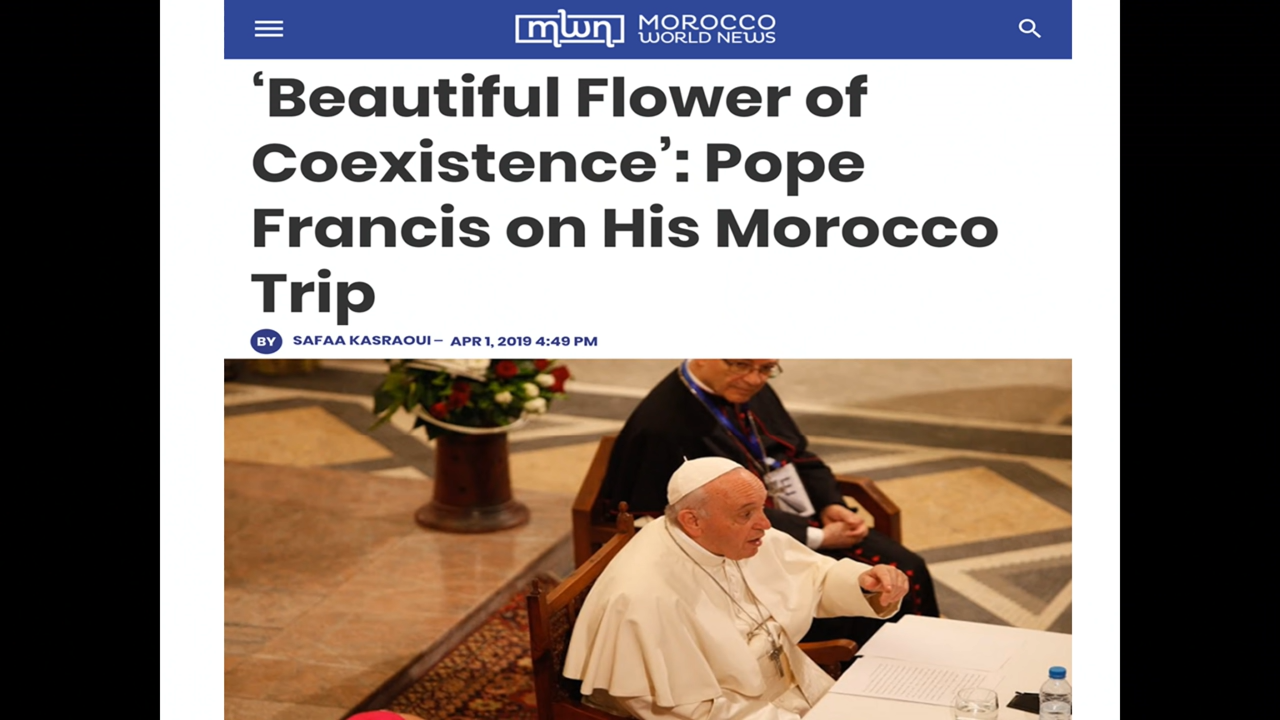 mwn MOROCCO
WORLD NEWS
‘Beautiful Flower of
Coexistence’: Pope
Francis on His Morocco
Trip
BY SAFAA KASRAOUI – APR 1, 2019 4:49 PM